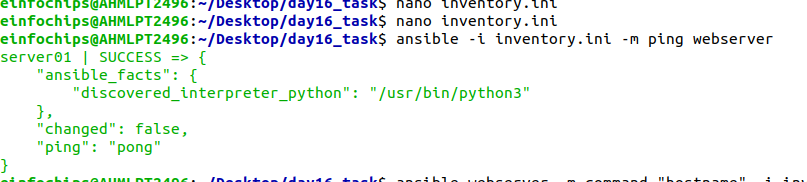 einfochips@AHMLPT2496:~/Desktop/day16_task$ nano inventory.ini
einfochips@AHMLPT2496:~/Desktop/day16_task$ nano inventory.ini
einfochips@AHMLPT2496:~/Desktop/day16_task$ ansible -i inventory.ini -m ping webserver
server01 | SUCCESS => {
    "ansible_facts": {
        "discovered_interpreter_python": "/usr/bin/python3"
    },
    "changed": false,
    "ping": "pong"
}
einfochips@AHMLPT2496:~/Desktop/day16_task$ ansible webserver -m command "hostname" -i